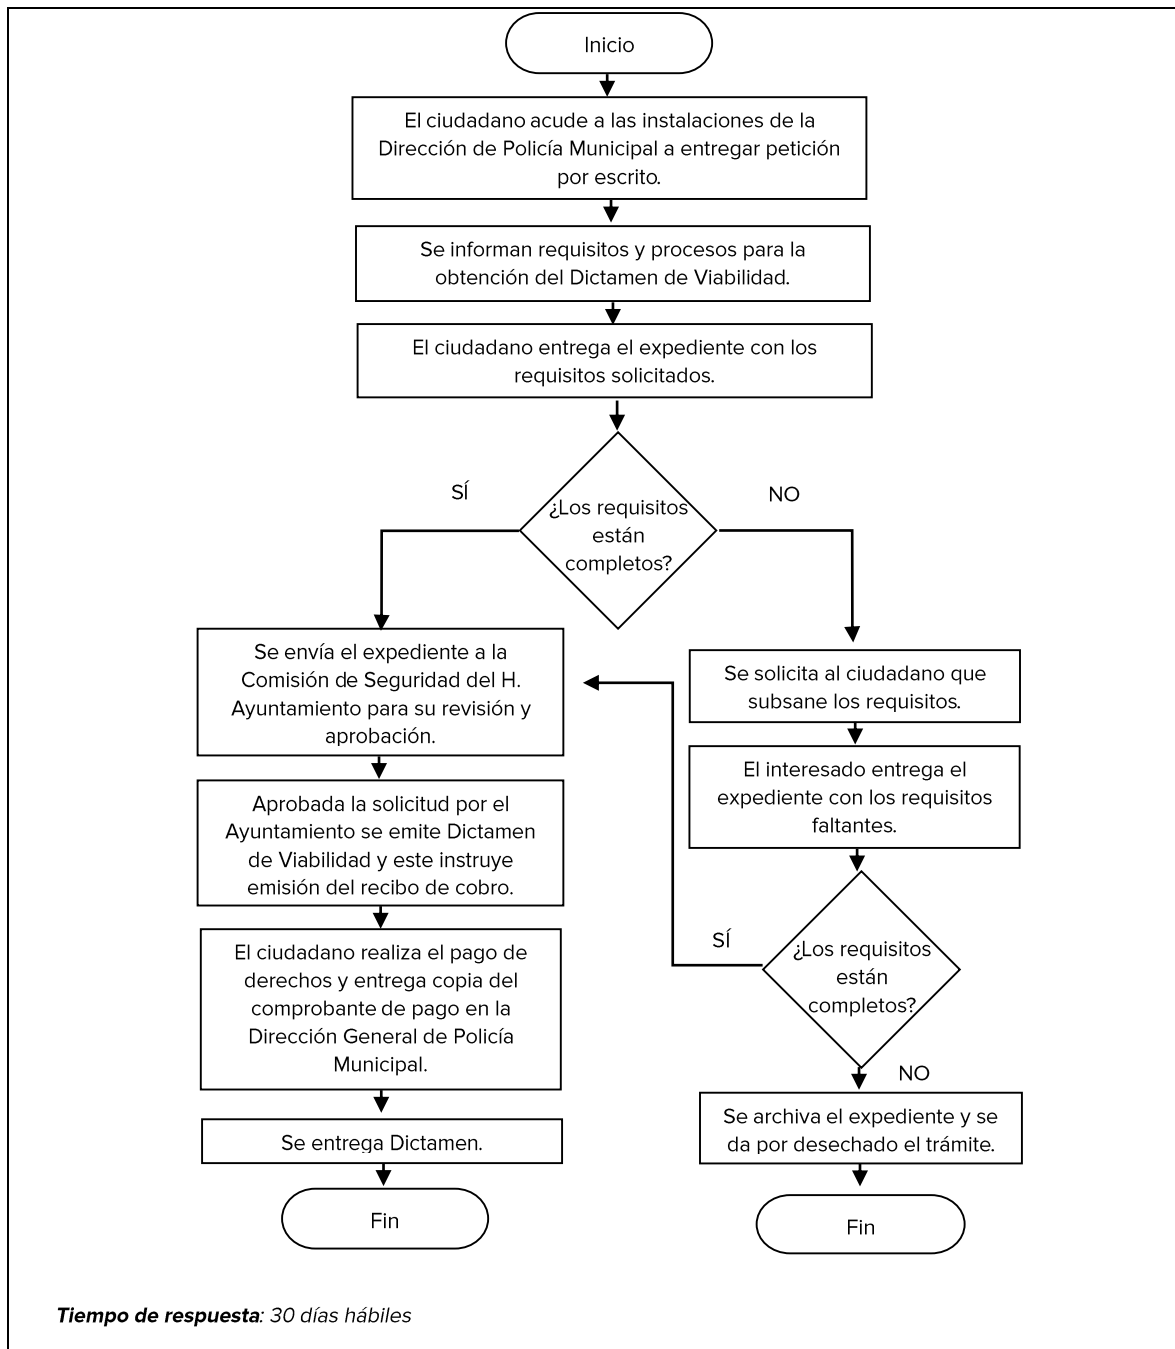 Inicio
El ciudadano acude a las instalaciones de la
Dirección de Policía Municipal a entregar petición
por escrito.
Se informan requisitos y procesos para la
obtención del Dictamen de Viabilidad.
El ciudadano entrega el expediente con los
requisitos solicitados.
SÍ
NO
¿Los requisitos
están
completos?
Se envía el expediente a la
Comisión de Seguridad del H.
Ayuntamiento para su revisión y
aprobación.
Aprobada la solicitud por el
Ayuntamiento se emite Dictamen
de Viabilidad y este instruye
emisión del recibo de cobro.
El ciudadano realiza el pago de
derechos y entrega copia del
comprobante de pago en la
Dirección General de Policía
Municipal.
Se entrega Dictamen.
Fin
Se solicita al ciudadano que
subsane los requisitos.
El interesado entrega el
expediente con los requisitos
faltantes.
SÍ
¿Los requisitos
están
completos?
NO
Se archiva el expediente y se
da por desechado el trámite.
Fin
Tiempo de respuesta: 30 días hábiles